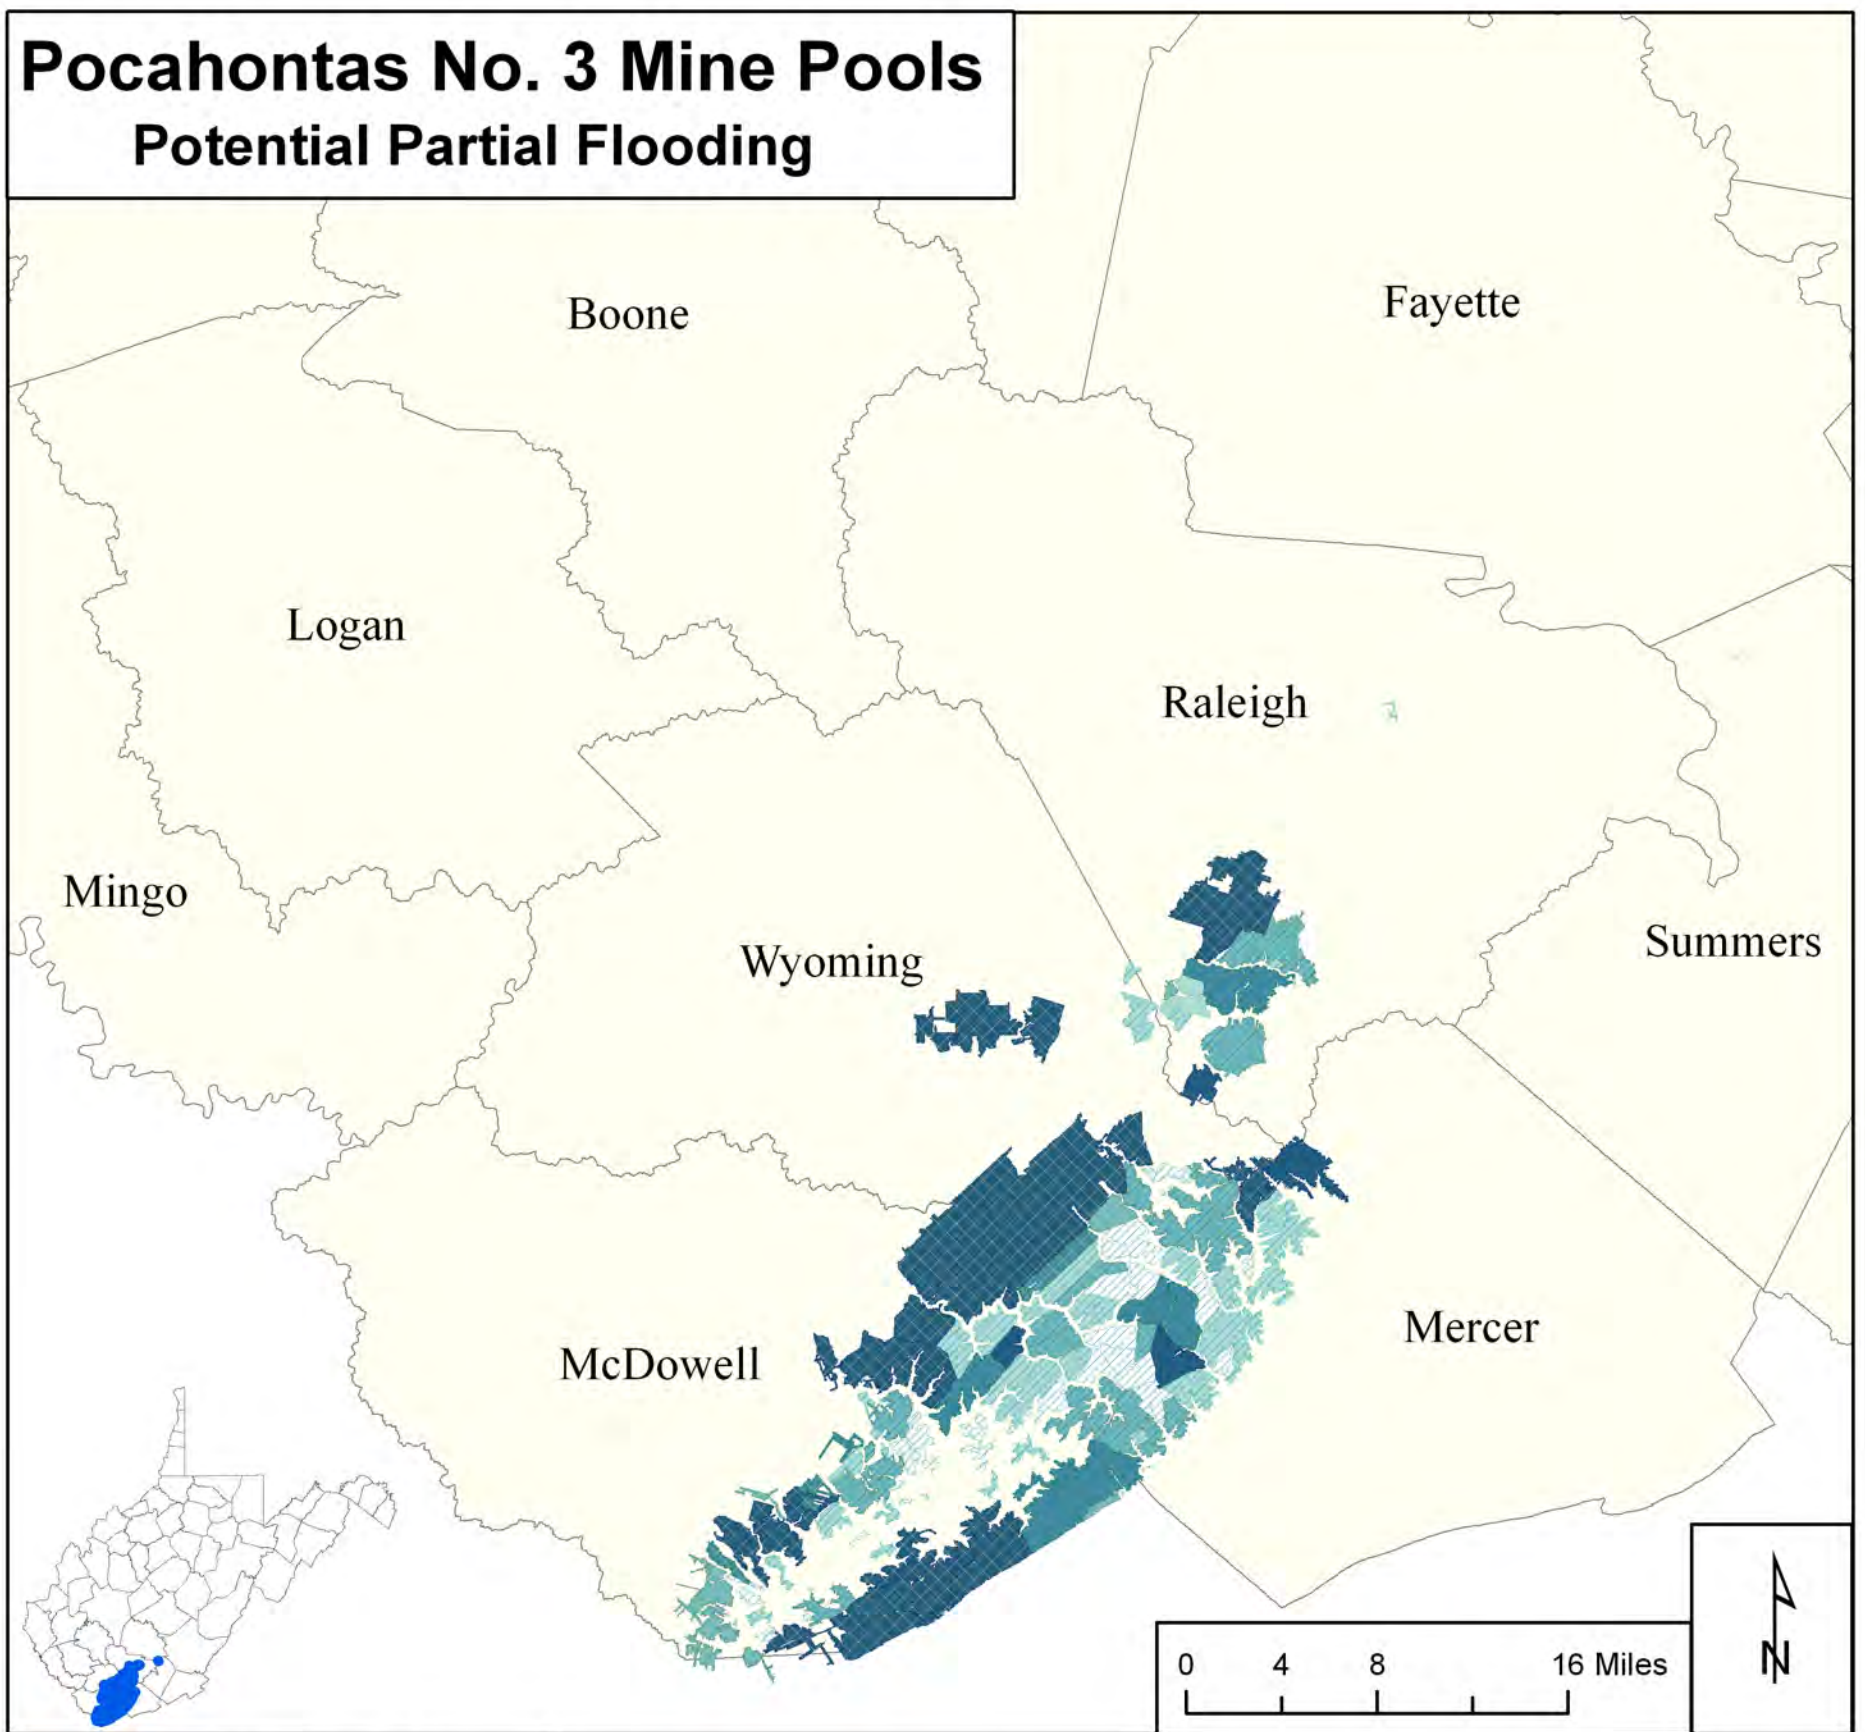 Pocahontas No. 3 Mine Pools
Potential Partial Flooding
Boone
Fayette
Logan
Raleigh
Mingo
Wyoming
Summers
McDowell
Mercer
0 4 8 16 Miles
N